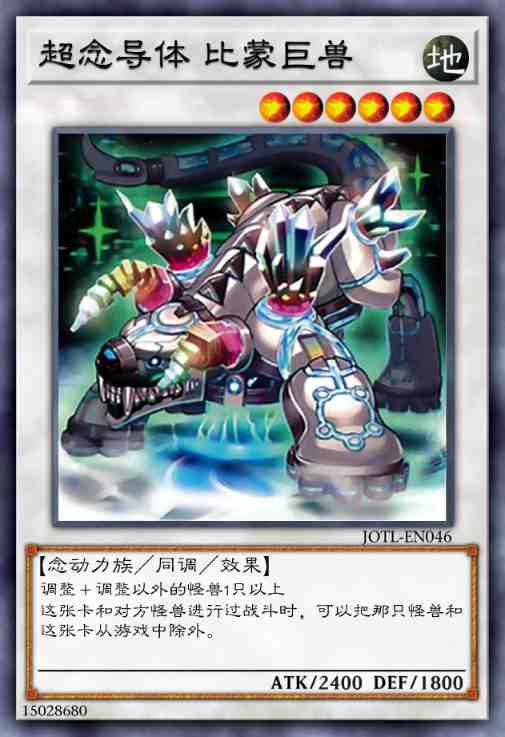 超念导体 比蒙巨兽
地
JOTL-EN046
【念动力族／同调／效果】
调整＋调整以外的怪兽1只以上
这张卡和对方怪兽进行过战斗时，可以把那只怪兽和
这张卡从游戏中除外。
ATK/2400 DEF/1800
15028680